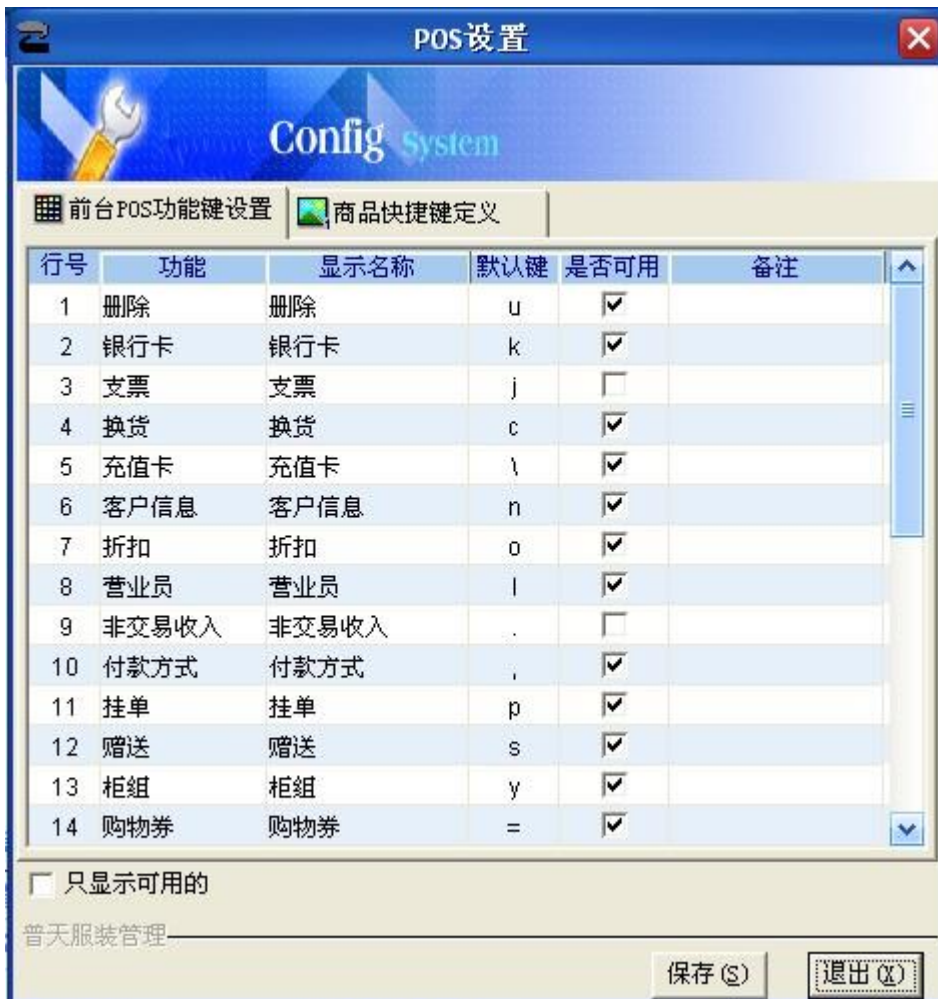 POS设置
Config System
前台POS功能键设置 商品快捷键定义
行号 功能 显示名称 默认键 是否可用 备注
1 删除 删除 u
2 银行卡 银行卡 k
3 支票 支票 j
4 换货 换货 c
5 充值卡 充值卡 \
6 客户信息 客户信息 n
7 折扣 折扣 o
8 营业员 营业员 l
9 非交易收入 非交易收入 .
10 付款方式 付款方式 ,
11 挂单 挂单 p
12 赠送 赠送 s
13 柜组 柜组 y
14 购物券 购物券 =
只显示可用的
普天服装管理
保存(S) 退出(X)